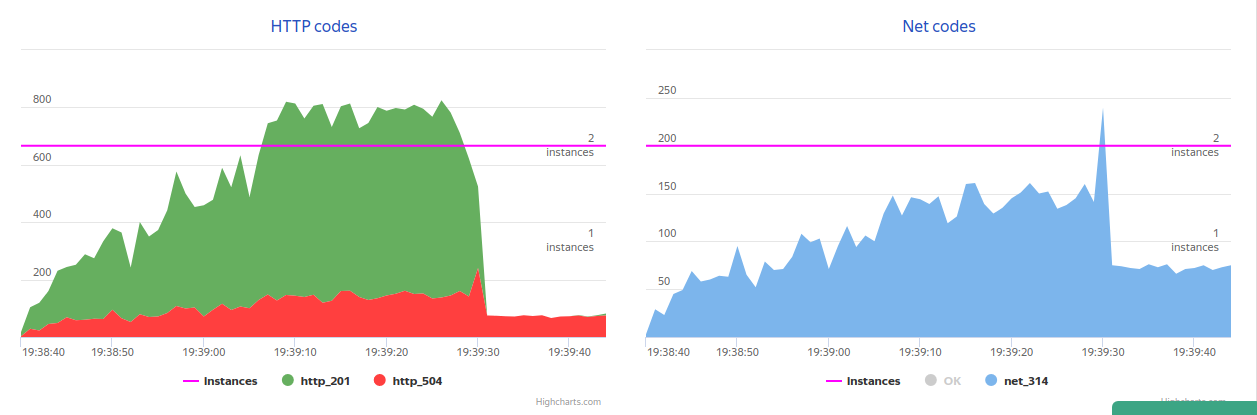 HTTP codes
800
600
400
200
2
instances
1
instances
19:38:40
19:38:50
19:39:00
19:39:10
19:39:20
19:39:30
19:39:40
Instances
http_201
http_504
Highcharts.com
Net codes
250
200
150
100
50
2
instances
1
instances
19:38:40
19:38:50
19:39:00
19:39:10
19:39:20
19:39:30
19:39:40
Instances
OK
net_314
Highcharts.com